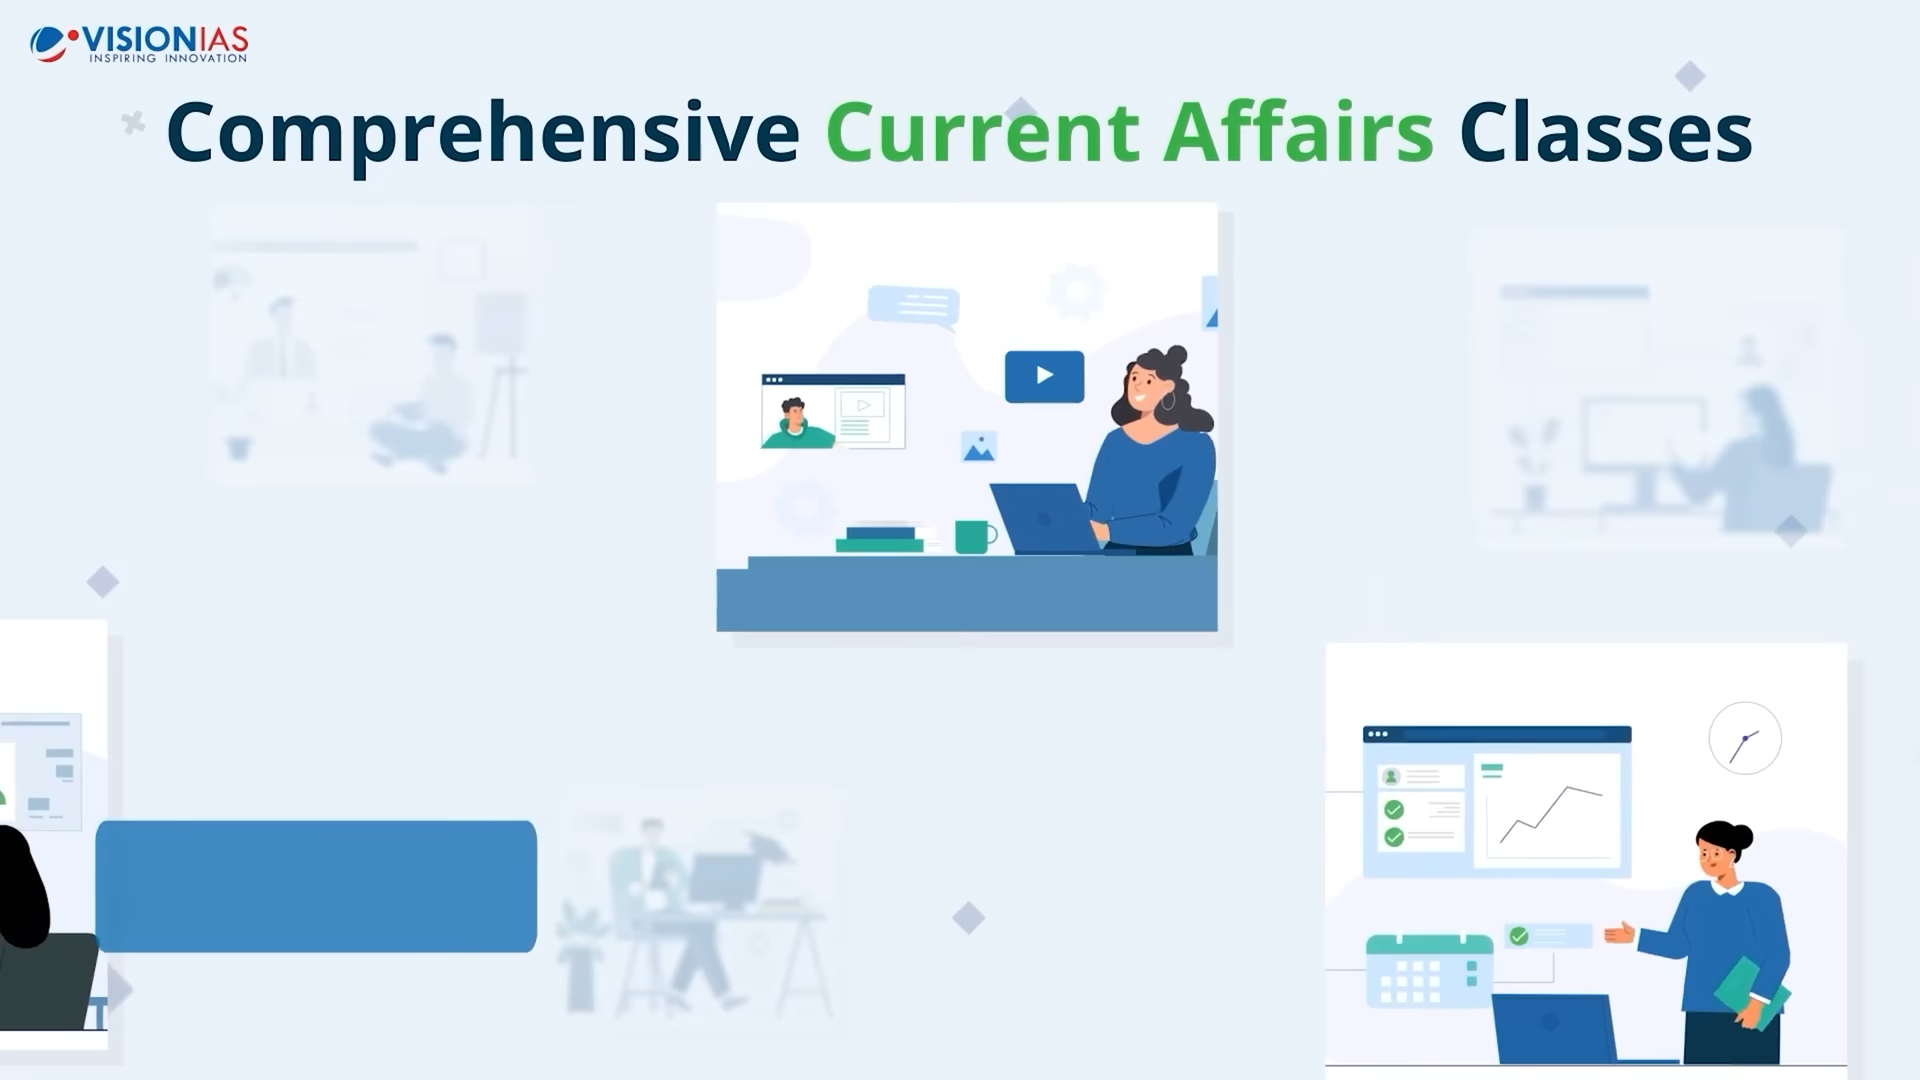 VISIONIAS
INSPIRING INNOVATION
Comprehensive Current Affairs Classes